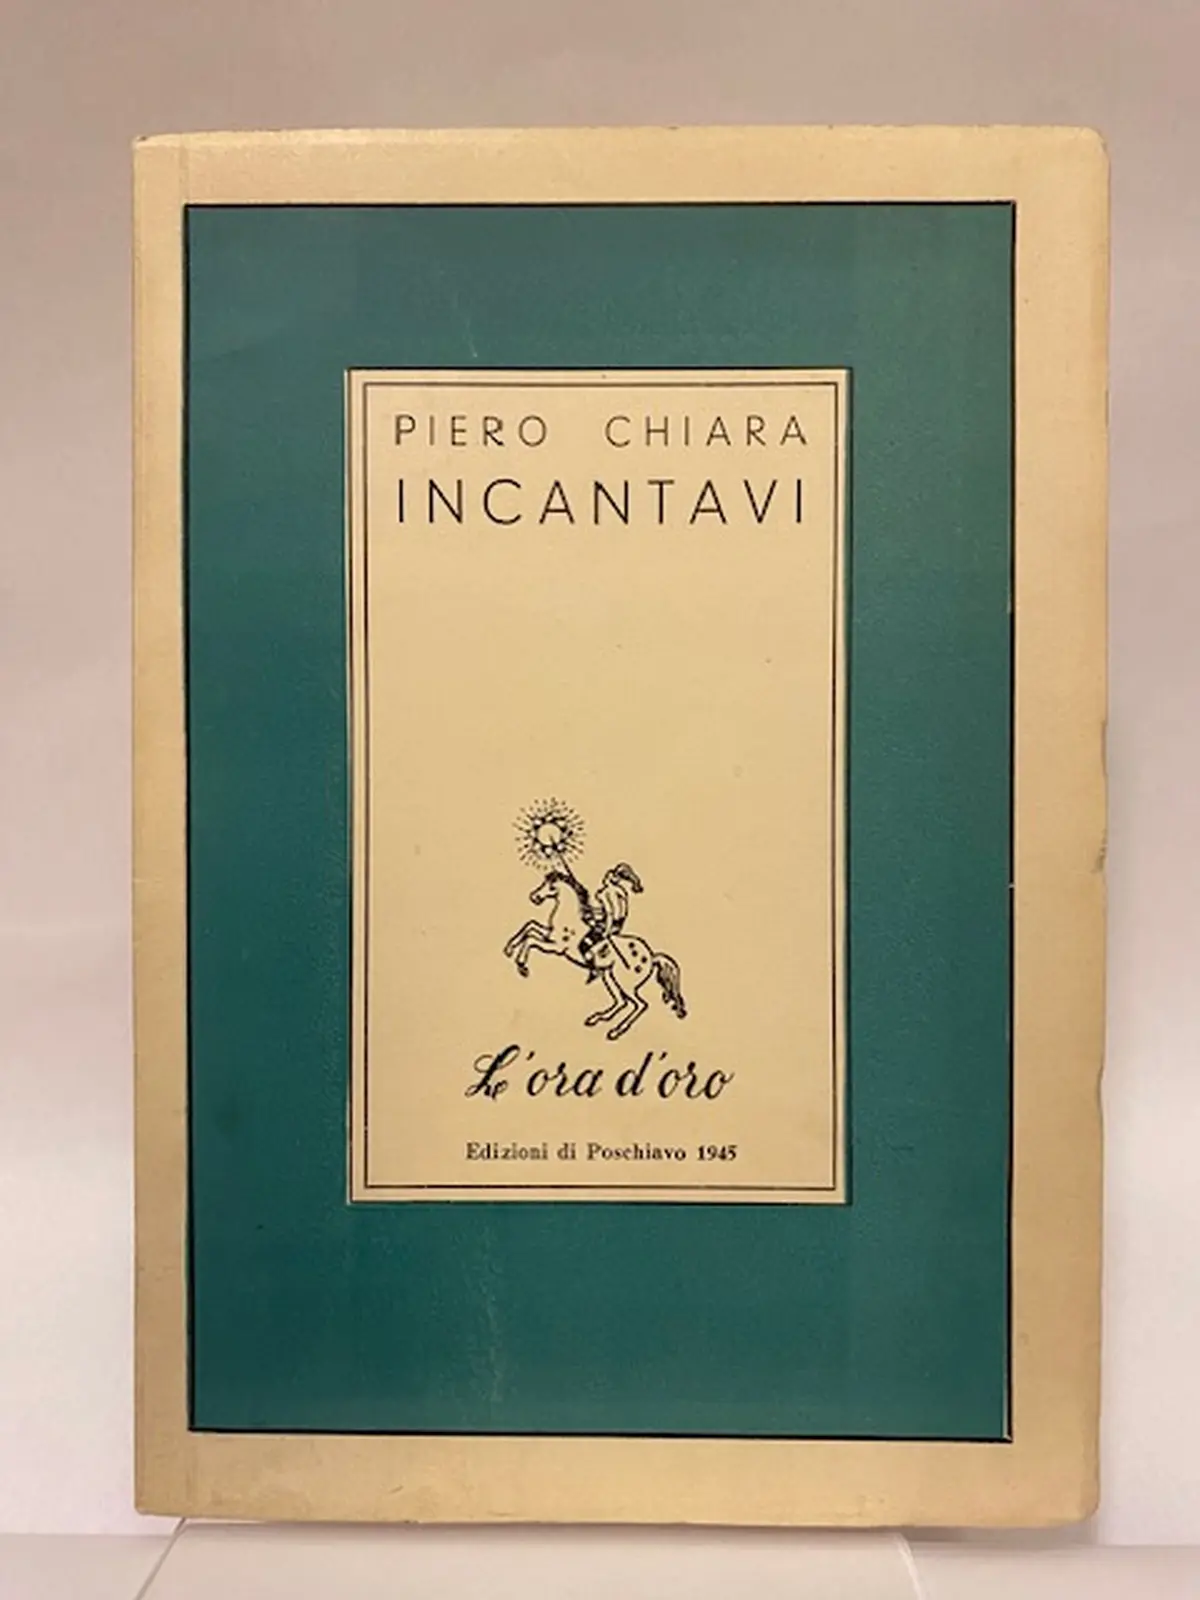 PIERO CHIARA
INCANTAVI
L'ora d'oro
Edizioni di Poschiavo 1945